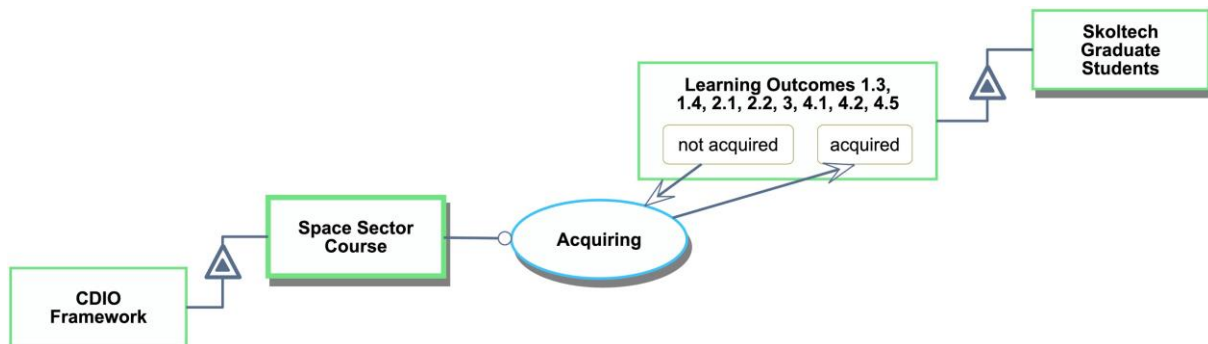 Skoltech
Graduate
Students
Learning Outcomes 1.3,
1.4, 2.1, 2.2, 3, 4.1, 4.2, 4.5
not acquired
acquired
Space Sector
Course
Acquiring
CDIO
Framework